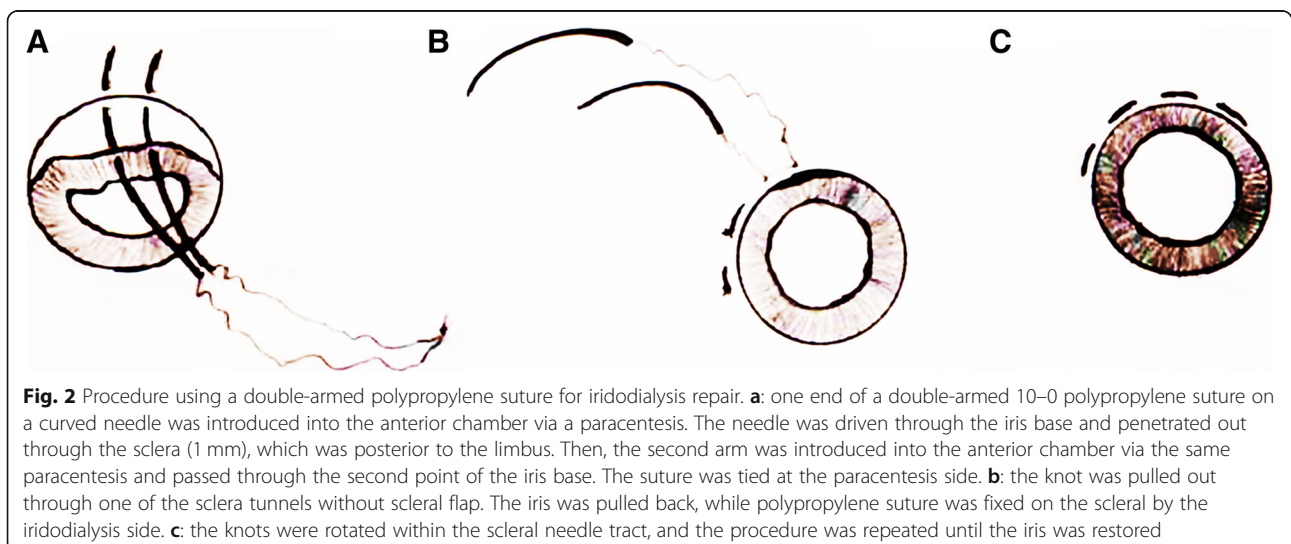 A
B
C
Fig. 2 Procedure using a double-armed polypropylene suture for iridodialysis repair. a: one end of a double-armed 10–0 polypropylene suture on
a curved needle was introduced into the anterior chamber via a paracentesis. The needle was driven through the iris base and penetrated out
through the sclera (1 mm), which was posterior to the limbus. Then, the second arm was introduced into the anterior chamber via the same
paracentesis and passed through the second point of the iris base. The suture was tied at the paracentesis side. b: the knot was pulled out
through one of the sclera tunnels without scleral flap. The iris was pulled back, while polypropylene suture was fixed on the scleral by the
iridodialysis side. c: the knots were rotated within the scleral needle tract, and the procedure was repeated until the iris was restored